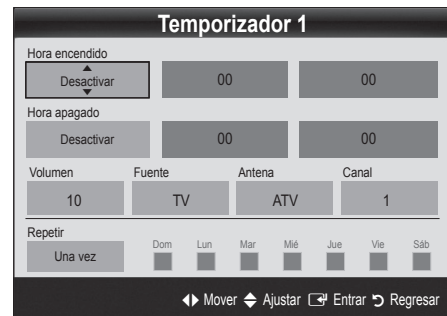 Temporizador 1
Hora encendido
Desactivar 00 00
Hora apagado
Desactivar 00 00
Volumen Fuente Antena Canal
10 TV ATV 1
Repetir
Dom Lun Mar Mié Jue Vie Sáb
Una vez
Mover Ajustar Entrar Regresar